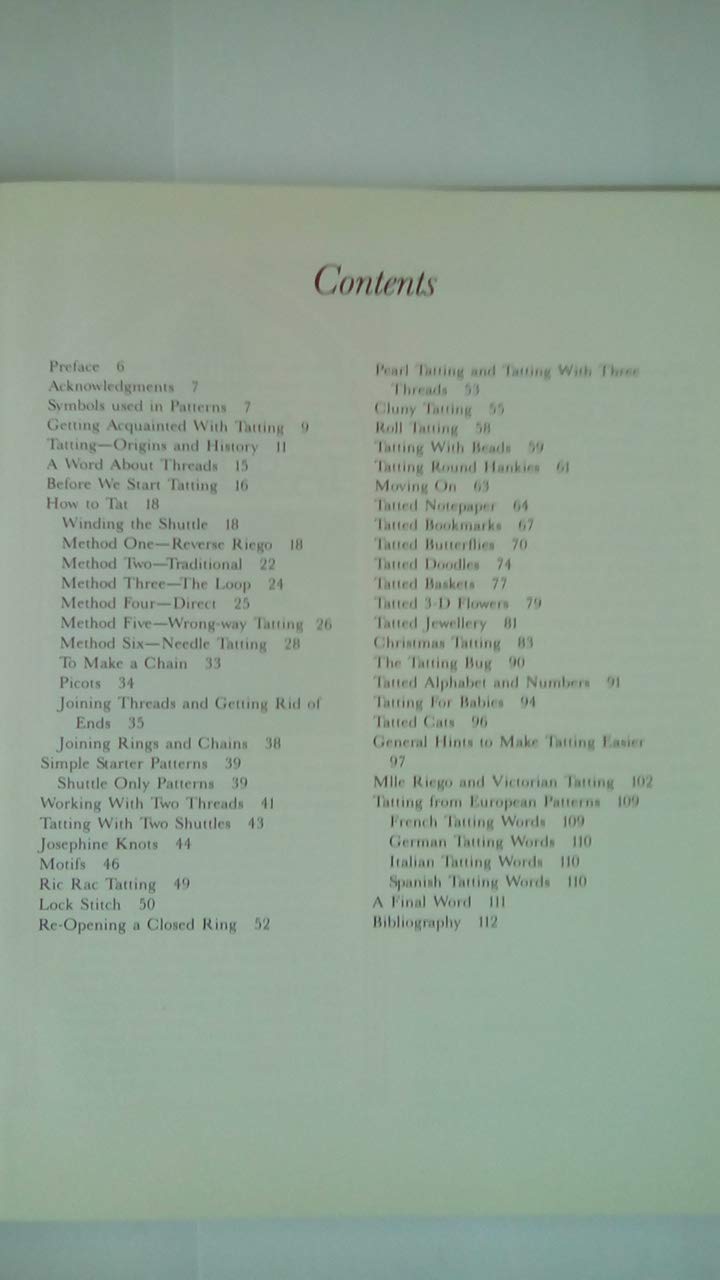 Contents
Preface 6
Acknowledgments 7
Symbols used in Patterns 7
Getting Acquainted With Tatting 9
Tatting—Origins and History 11
A Word About Threads 15
Before We Start Tatting 16
How to Tat 18
Winding the Shuttle 18
Method One—Reverse Riego 18
Method Two—Traditional 22
Method Three—The Loop 24
Method Four—Direct 25
Method Five—Wrong-way Tatting 26
Method Six—Needle Tatting 28
To Make a Chain 33
Picots 34
Joining Threads and Getting Rid of
Ends 35
Joining Rings and Chains 38
Simple Starter Patterns 39
Shuttle Only Patterns 39
Working With Two Threads 41
Tatting With Two Shuttles 43
Josephine Knots 44
Motifs 46
Ric Rac Tatting 49
Lock Stitch 50
Re-Opening a Closed Ring 52
Pearl Tatting and Tatting With Three
Threads 53
Cluny Tatting 55
Roll Tatting 58
Tatting With Beads 59
Tatting Round Hankies 61
Moving On 63
Tatted Notepaper 64
Tatted Bookmarks 67
Tatted Butterflies 70
Tatted Doodles 74
Tatted Baskets 77
Tatted 3-D Flowers 79
Tatted Jewellery 81
Christmas Tatting 83
The Tatting Bug 90
Tatted Alphabet and Numbers 91
Tatting For Babies 94
Tatted Cats 96
General Hints to Make Tatting Easier
97
Mlle Riego and Victorian Tatting 102
Tatting from European Patterns 109
French Tatting Words 109
German Tatting Words 110
Italian Tatting Words 110
Spanish Tatting Words 110
A Final Word 111
Bibliography 112